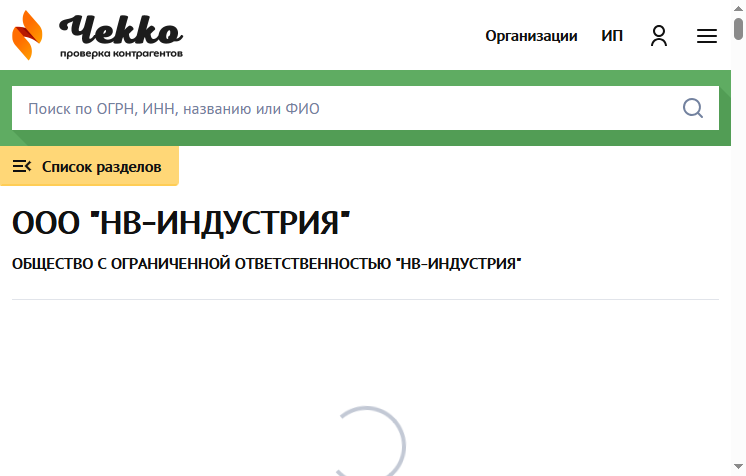 Чекко
проверка контрагентов
Организации ИП
Поиск по ОГРН, ИНН, названию или ФИО
Список разделов
ООО "НВ-ИНДУСТРИЯ"
ОБЩЕСТВО С ОГРАНИЧЕННОЙ ОТВЕТСТВЕННОСТЬЮ "НВ-ИНДУСТРИЯ"